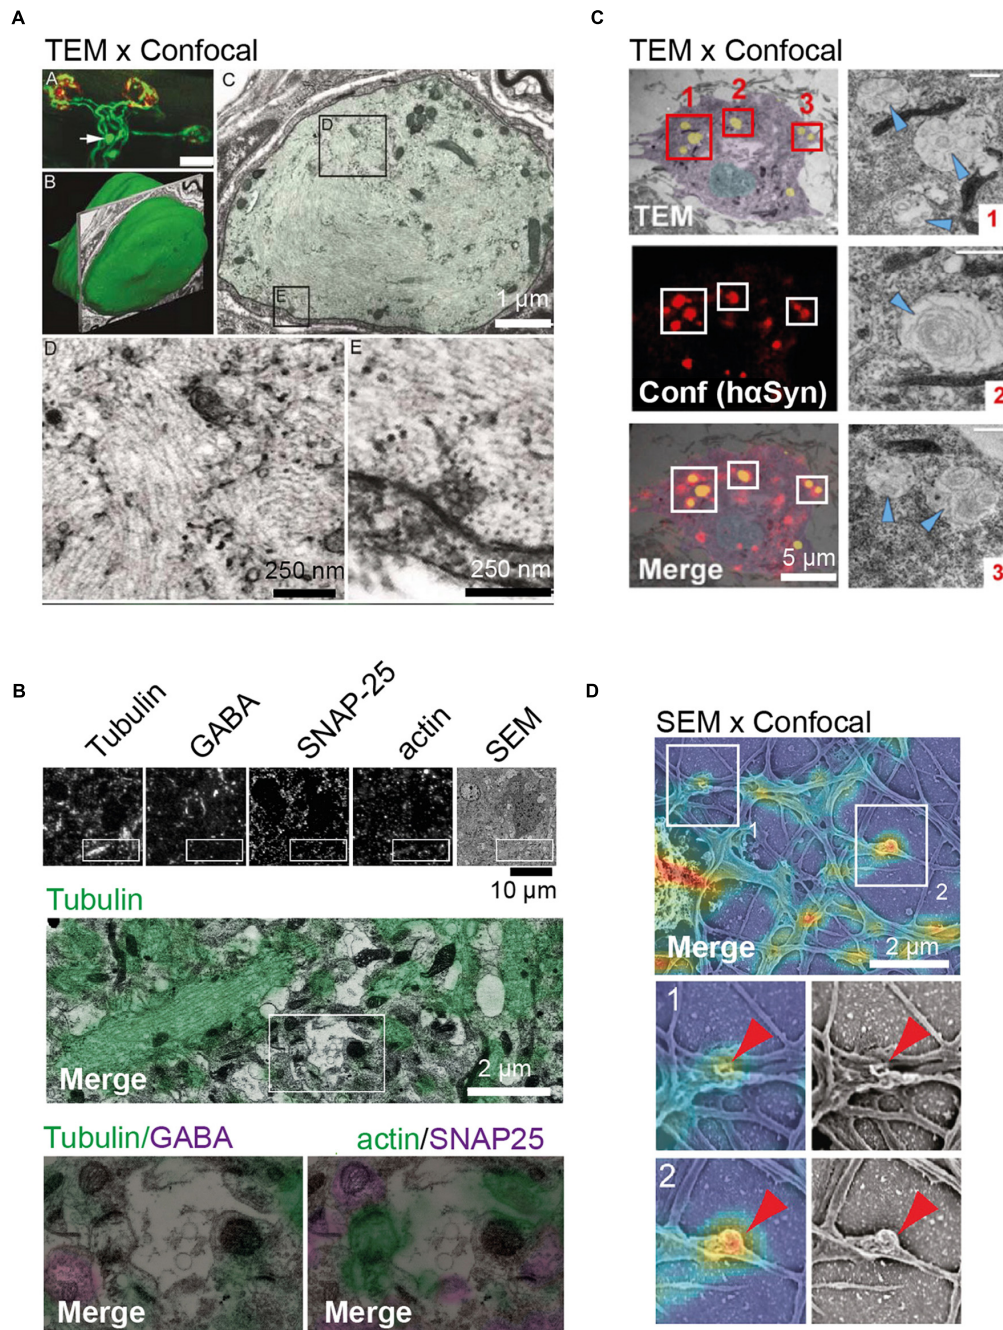 A
TEM x Confocal
A
B
C
D
E
1 µm
D
250 nm
E
250 nm
C
TEM x Confocal
1
2
3
TEM
1
Conf (hαSyn)
2
Merge
5 µm
3
B
Tubulin
GABA
SNAP-25
actin
SEM
10 µm
Tubulin
Merge
2 µm
Tubulin/GABA
actin/SNAP25
Merge
Merge
D
SEM x Confocal
1
2
Merge
2 µm
1
2